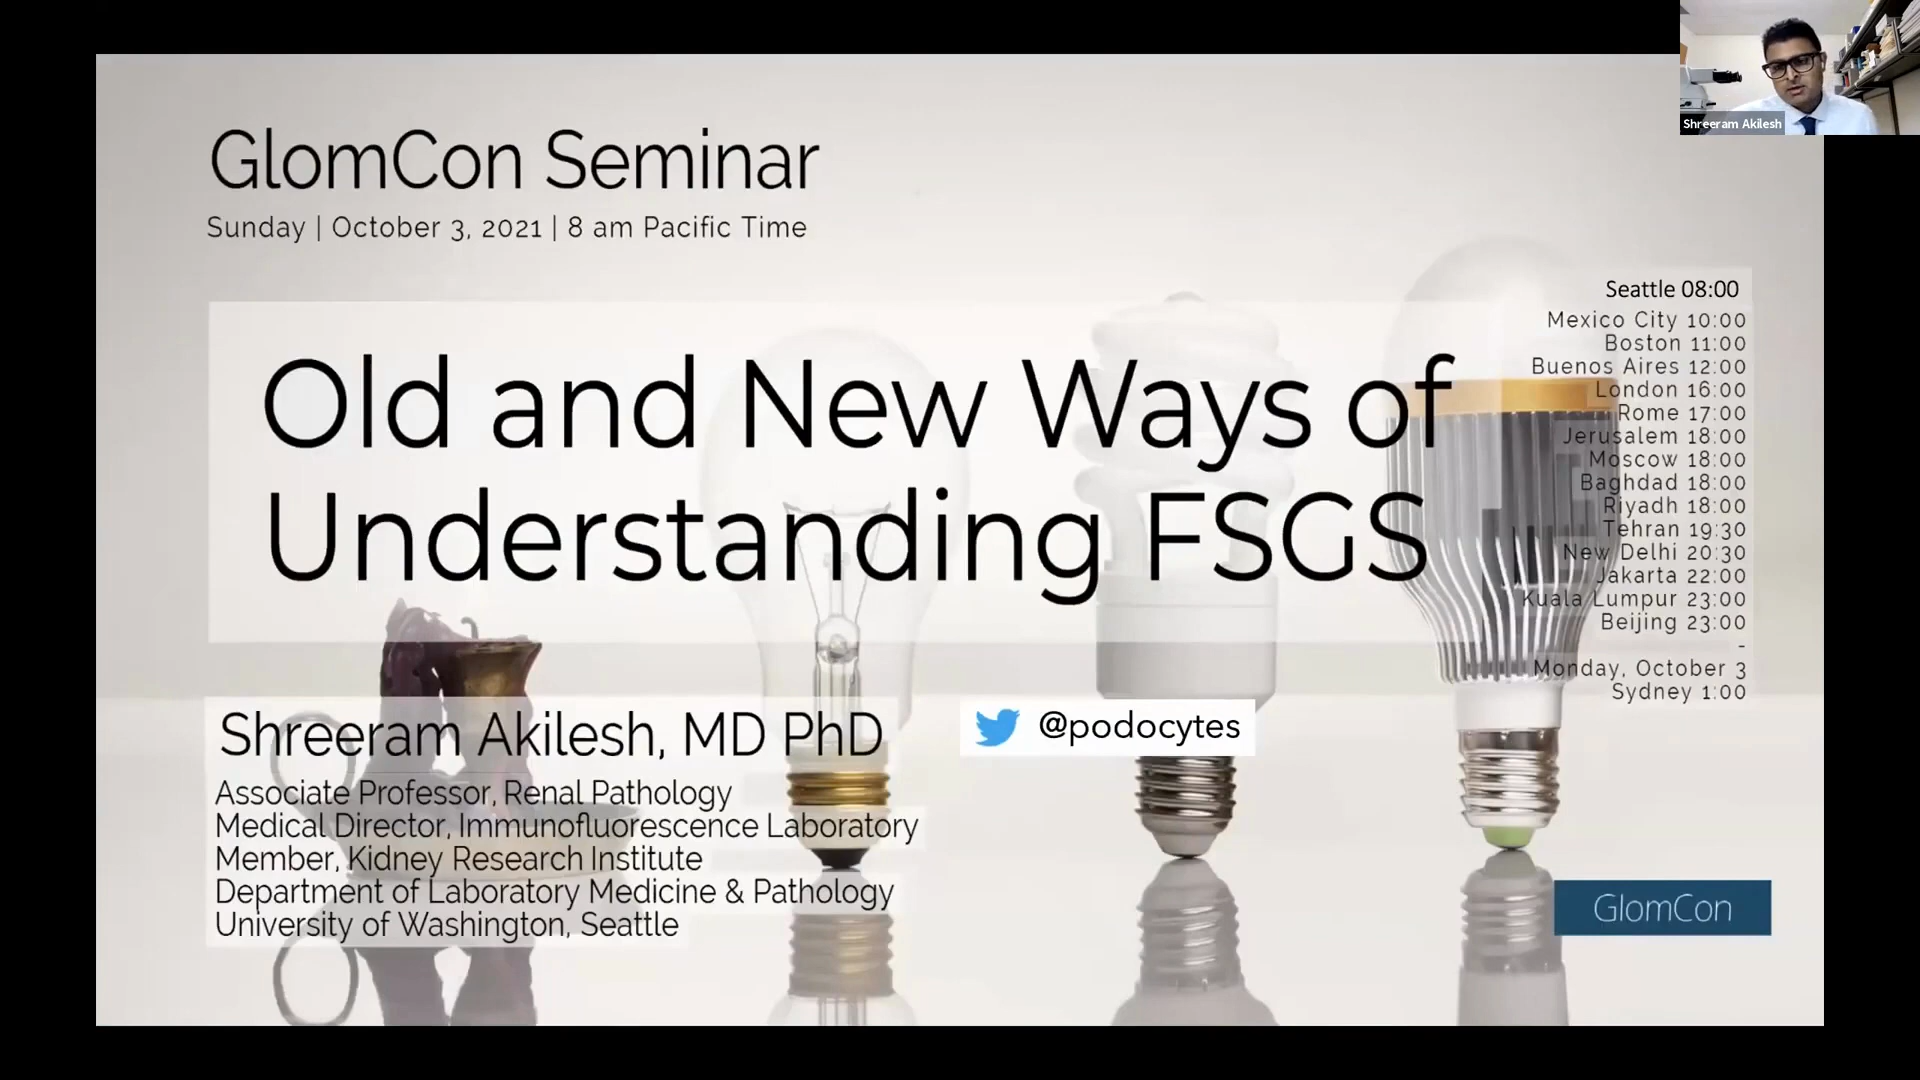 Shreeram Akilesh
GlomCon Seminar
Sunday | October 3, 2021 | 8 am Pacific Time
Old and New Ways of
Understanding FSGS
Seattle 08:00
Mexico City 10:00
Boston 11:00
Buenos Aires 12:00
London 16:00
Rome 17:00
Jerusalem 18:00
Moscow 18:00
Baghdad 18:00
Riyadh 18:00
Tehran 19:30
New Delhi 20:30
Jakarta 22:00
Kuala Lumpur 23:00
Beijing 23:00
-
Monday, October 3
Sydney 1:00
Shreeram Akilesh, MD PhD
@podocytes
Associate Professor, Renal Pathology
Medical Director, Immunofluorescence Laboratory
Member, Kidney Research Institute
Department of Laboratory Medicine & Pathology
University of Washington, Seattle
GlomCon